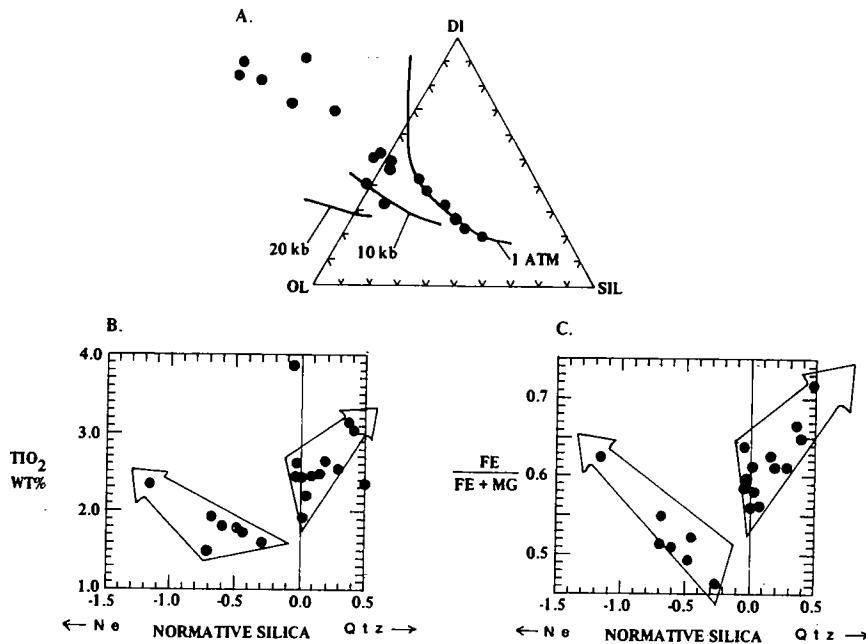 A.
DI
20 kb
10 kb
1 ATM
OL
SIL
B.
4.0
3.0
2.0
1.0
TIO2
WT%
-1.5
-1.0
-0.5
0.0
0.5
← Ne
NORMATIVE SILICA
Qtz →
C.
0.7
0.6
0.5
FE
FE + MG
-1.5
-1.0
-0.5
0.0
0.5
← Ne
NORMATIVE SILICA
Qtz →